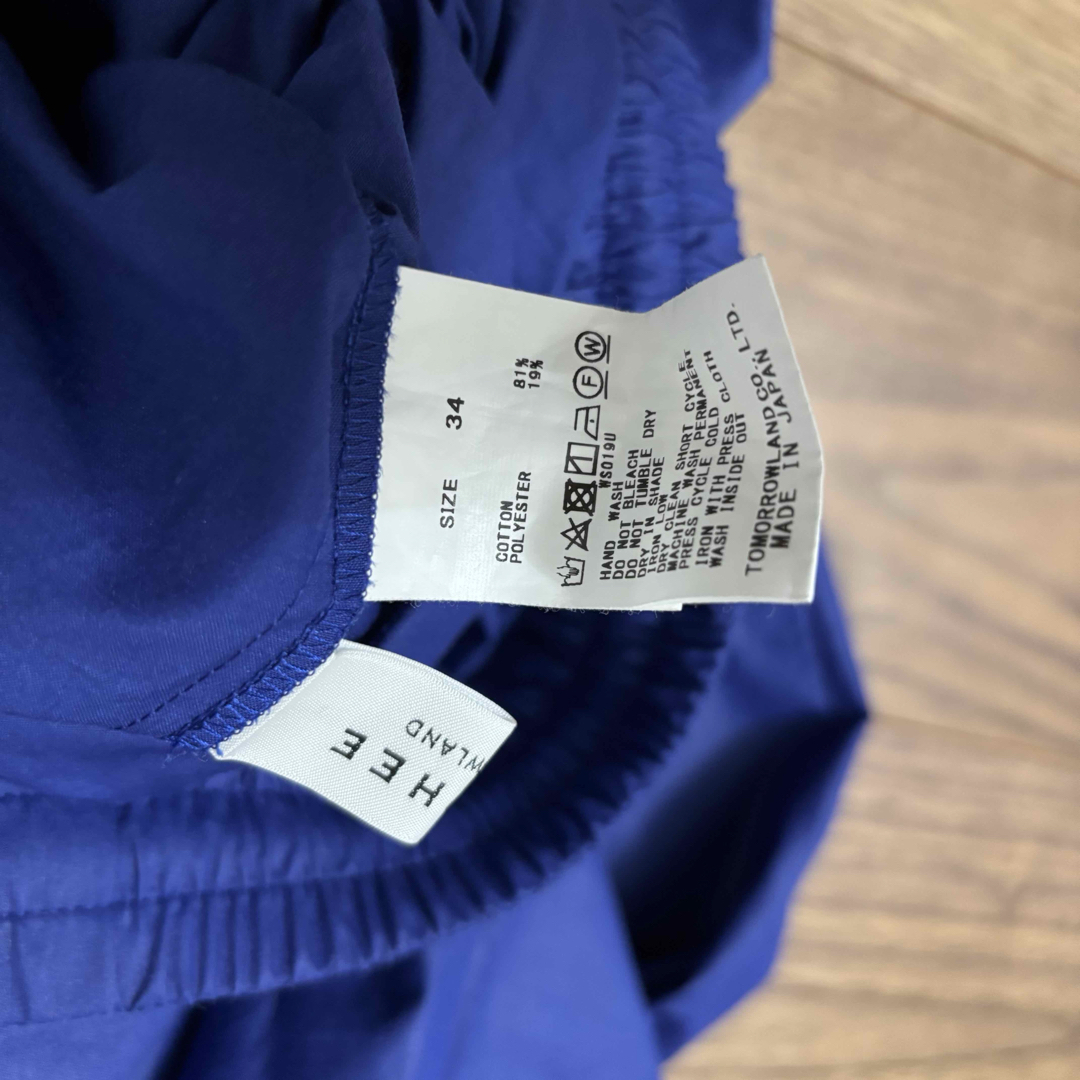 SIZE 34
COTTON 81%
POLYESTER 19%
F W
WS019U
HAND WASH
DO NOT BLEACH
DO NOT TUMBLE DRY
DRY IN SHADE
IRON LOW
DRY CLEAN SHORT CYCLE
MACHINE WASH PERMANENT
PRESS CYCLE COLD
IRON WITH PRESS CLOTH
WASH INSIDE OUT
TOMORROWLAND CO., LTD.
MADE IN JAPAN
H E E
WLAND